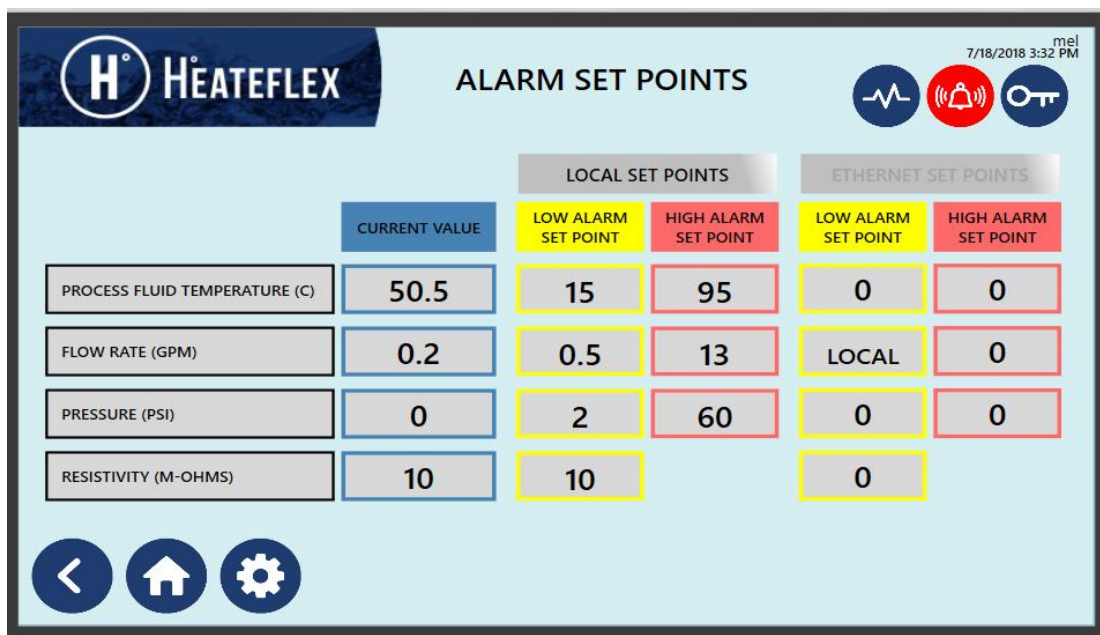 mel
7/18/2018 3:32 PM
H° HEATEFLEX
ALARM SET POINTS
LOCAL SET POINTS
ETHERNET SET POINTS
CURRENT VALUE
LOW ALARM
SET POINT
HIGH ALARM
SET POINT
LOW ALARM
SET POINT
HIGH ALARM
SET POINT
PROCESS FLUID TEMPERATURE (C) 50.5 15 95 0 0
FLOW RATE (GPM) 0.2 0.5 13 LOCAL 0
PRESSURE (PSI) 0 2 60 0 0
RESISTIVITY (M-OHMS) 10 10 0